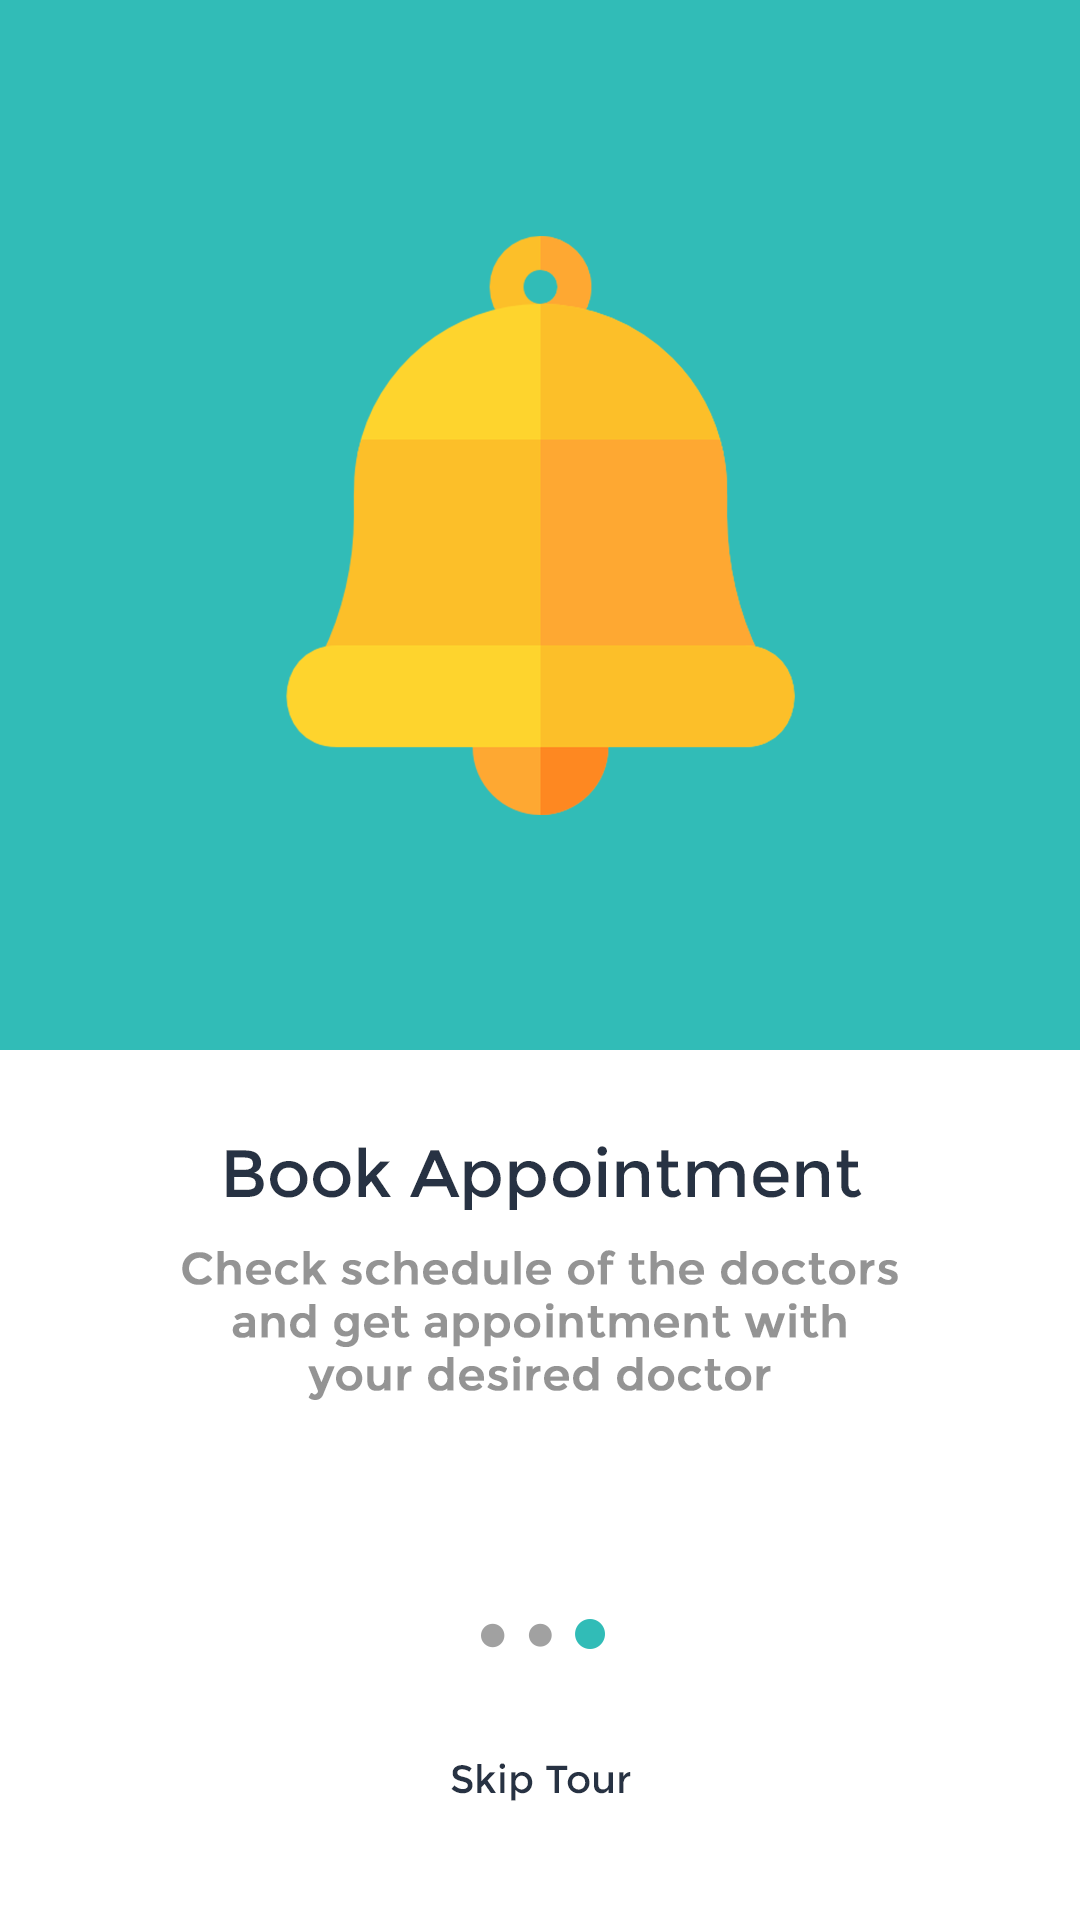 Book Appointment
Check schedule of the doctors
and get appointment with
your desired doctor
Skip Tour